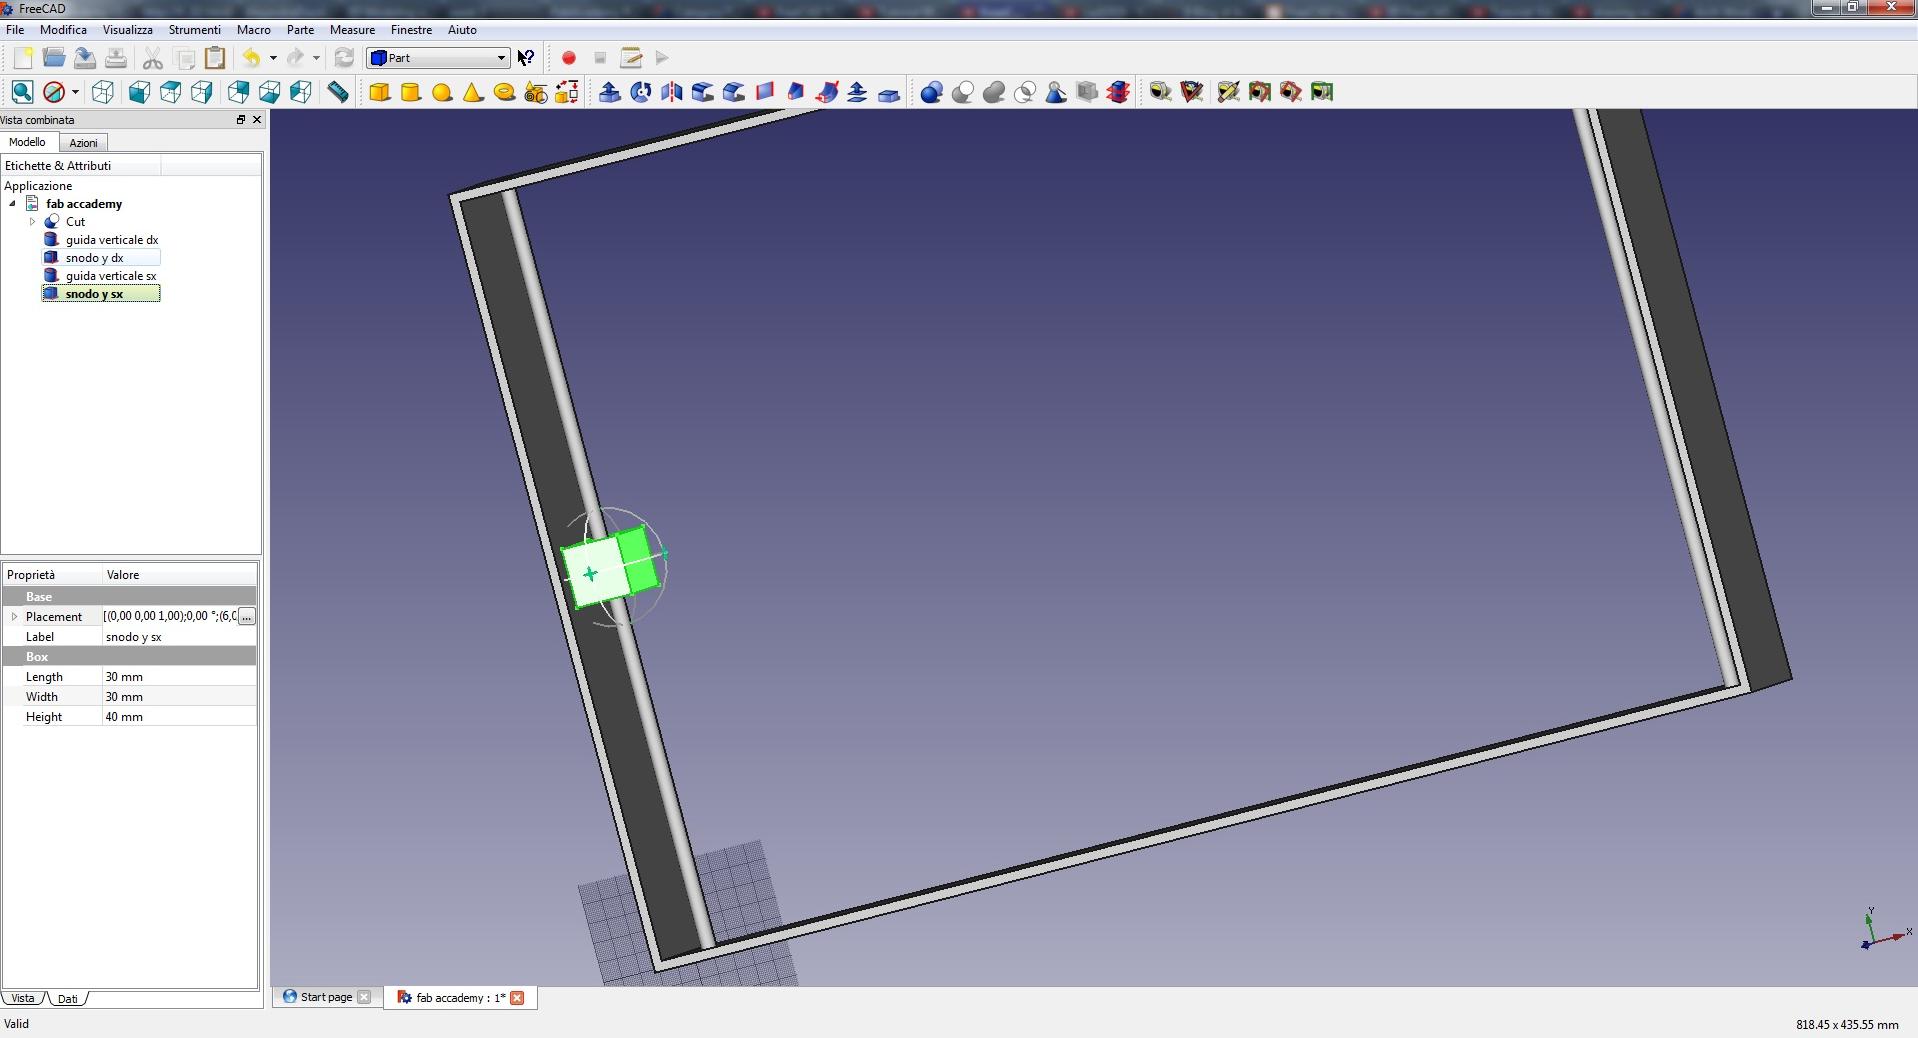 FreeCAD
File Modifica Visualizza Strumenti Macro Parte Measure Finestre Aiuto
Part
Vista combinata
Modello Azioni
Etichette & Attributi
Applicazione
fab accademy
Cut
guida verticale dx
snodo y dx
guida verticale sx
snodo y sx
Proprietà Valore
Base
Placement [(0,00 0,00 1,00);0,00 °;(6,0 ...
Label snodo y sx
Box
Length 30 mm
Width 30 mm
Height 40 mm
Y
X
Vista Dati
Start page fab accademy : 1*
Valid 818.45 x 435.55 mm